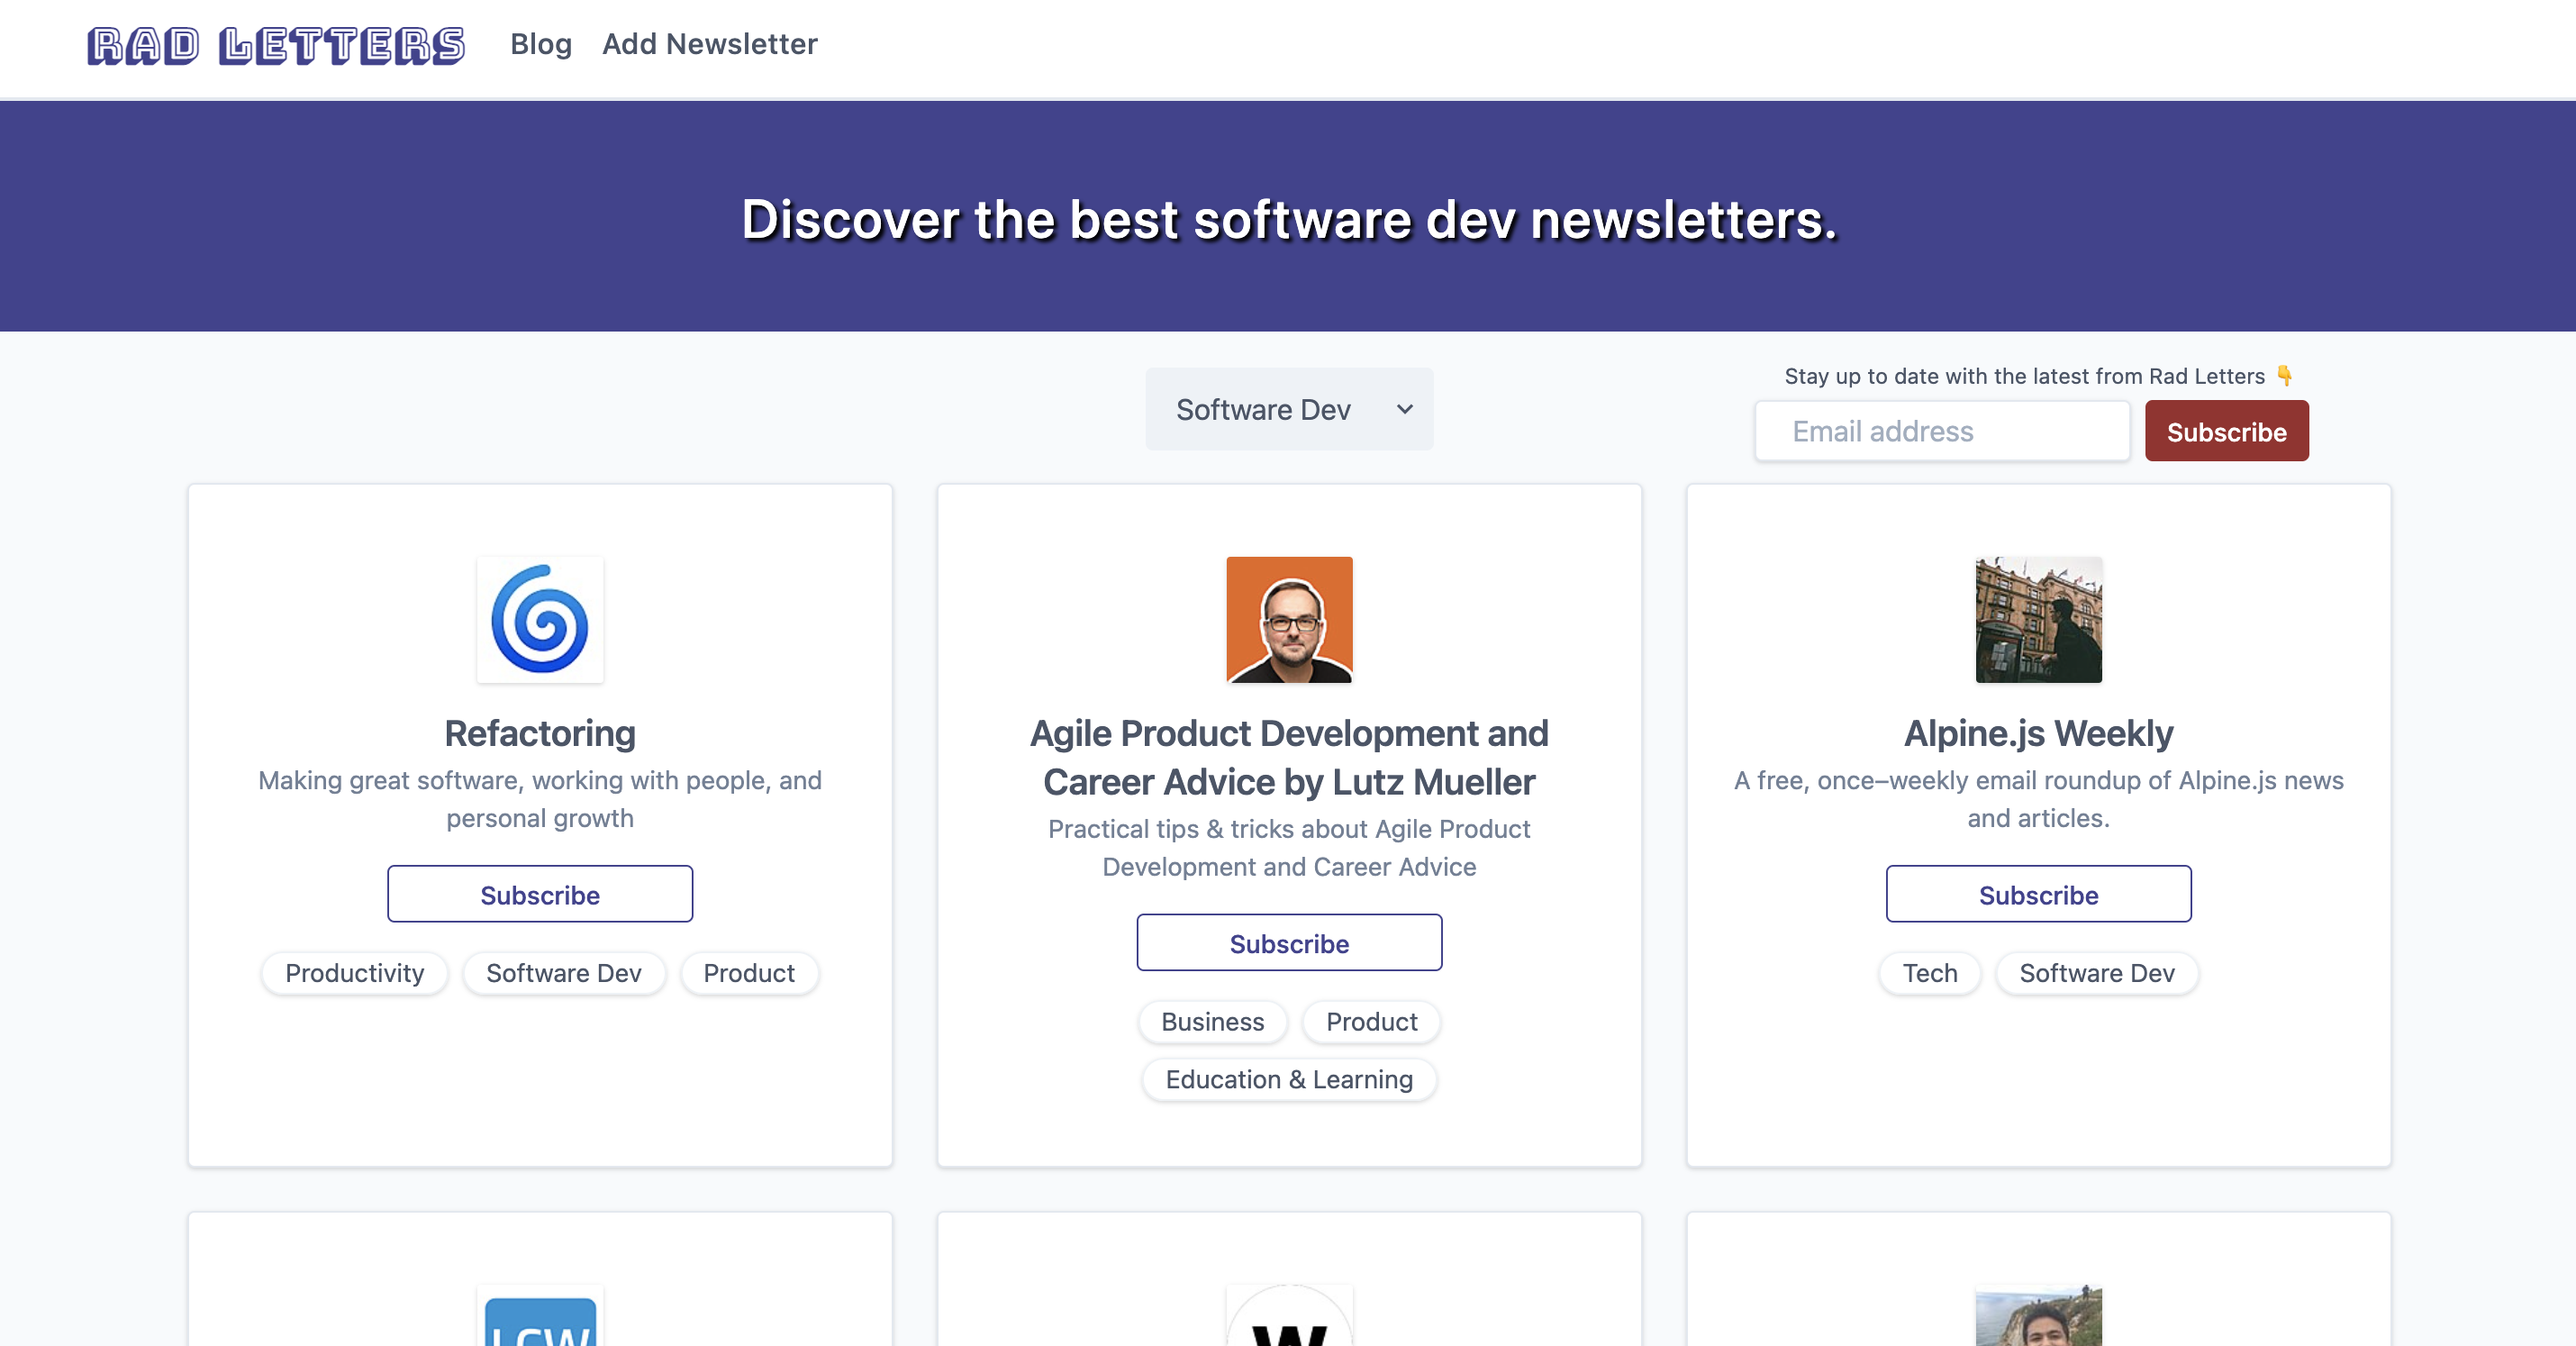 RAD LETTERS
Blog
Add Newsletter
Discover the best software dev newsletters.
Software Dev
Stay up to date with the latest from Rad Letters 👇
Email address
Subscribe
Refactoring
Making great software, working with people, and
personal growth
Subscribe
Productivity
Software Dev
Product
Agile Product Development and
Career Advice by Lutz Mueller
Practical tips & tricks about Agile Product
Development and Career Advice
Subscribe
Business
Product
Education & Learning
Alpine.js Weekly
A free, once–weekly email roundup of Alpine.js news
and articles.
Subscribe
Tech
Software Dev
LCW
W